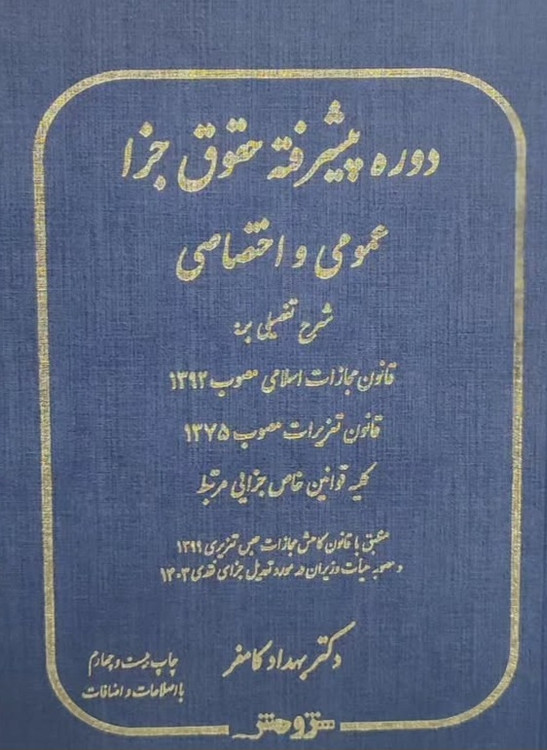 دوره پیشرفته حقوق جزا
عمومی و اختصاصی
شرح تفصیلی بر:
قانون مجازات اسلامی مصوب ۱۳۹۲
قانون تعزیرات مصوب ۱۳۷۵
کلیه قوانین خاص جزایی مرتبط
منطبق با قانون کاهش مجازات حبس تعزیری ۱۳۹۹
و مصوبه هیأت وزیران در مورد تعدیل جزای نقدی ۱۴۰۳
دکتر بهداد کامفر
چاپ بیست و چهارم
با اصلاحات و اضافات